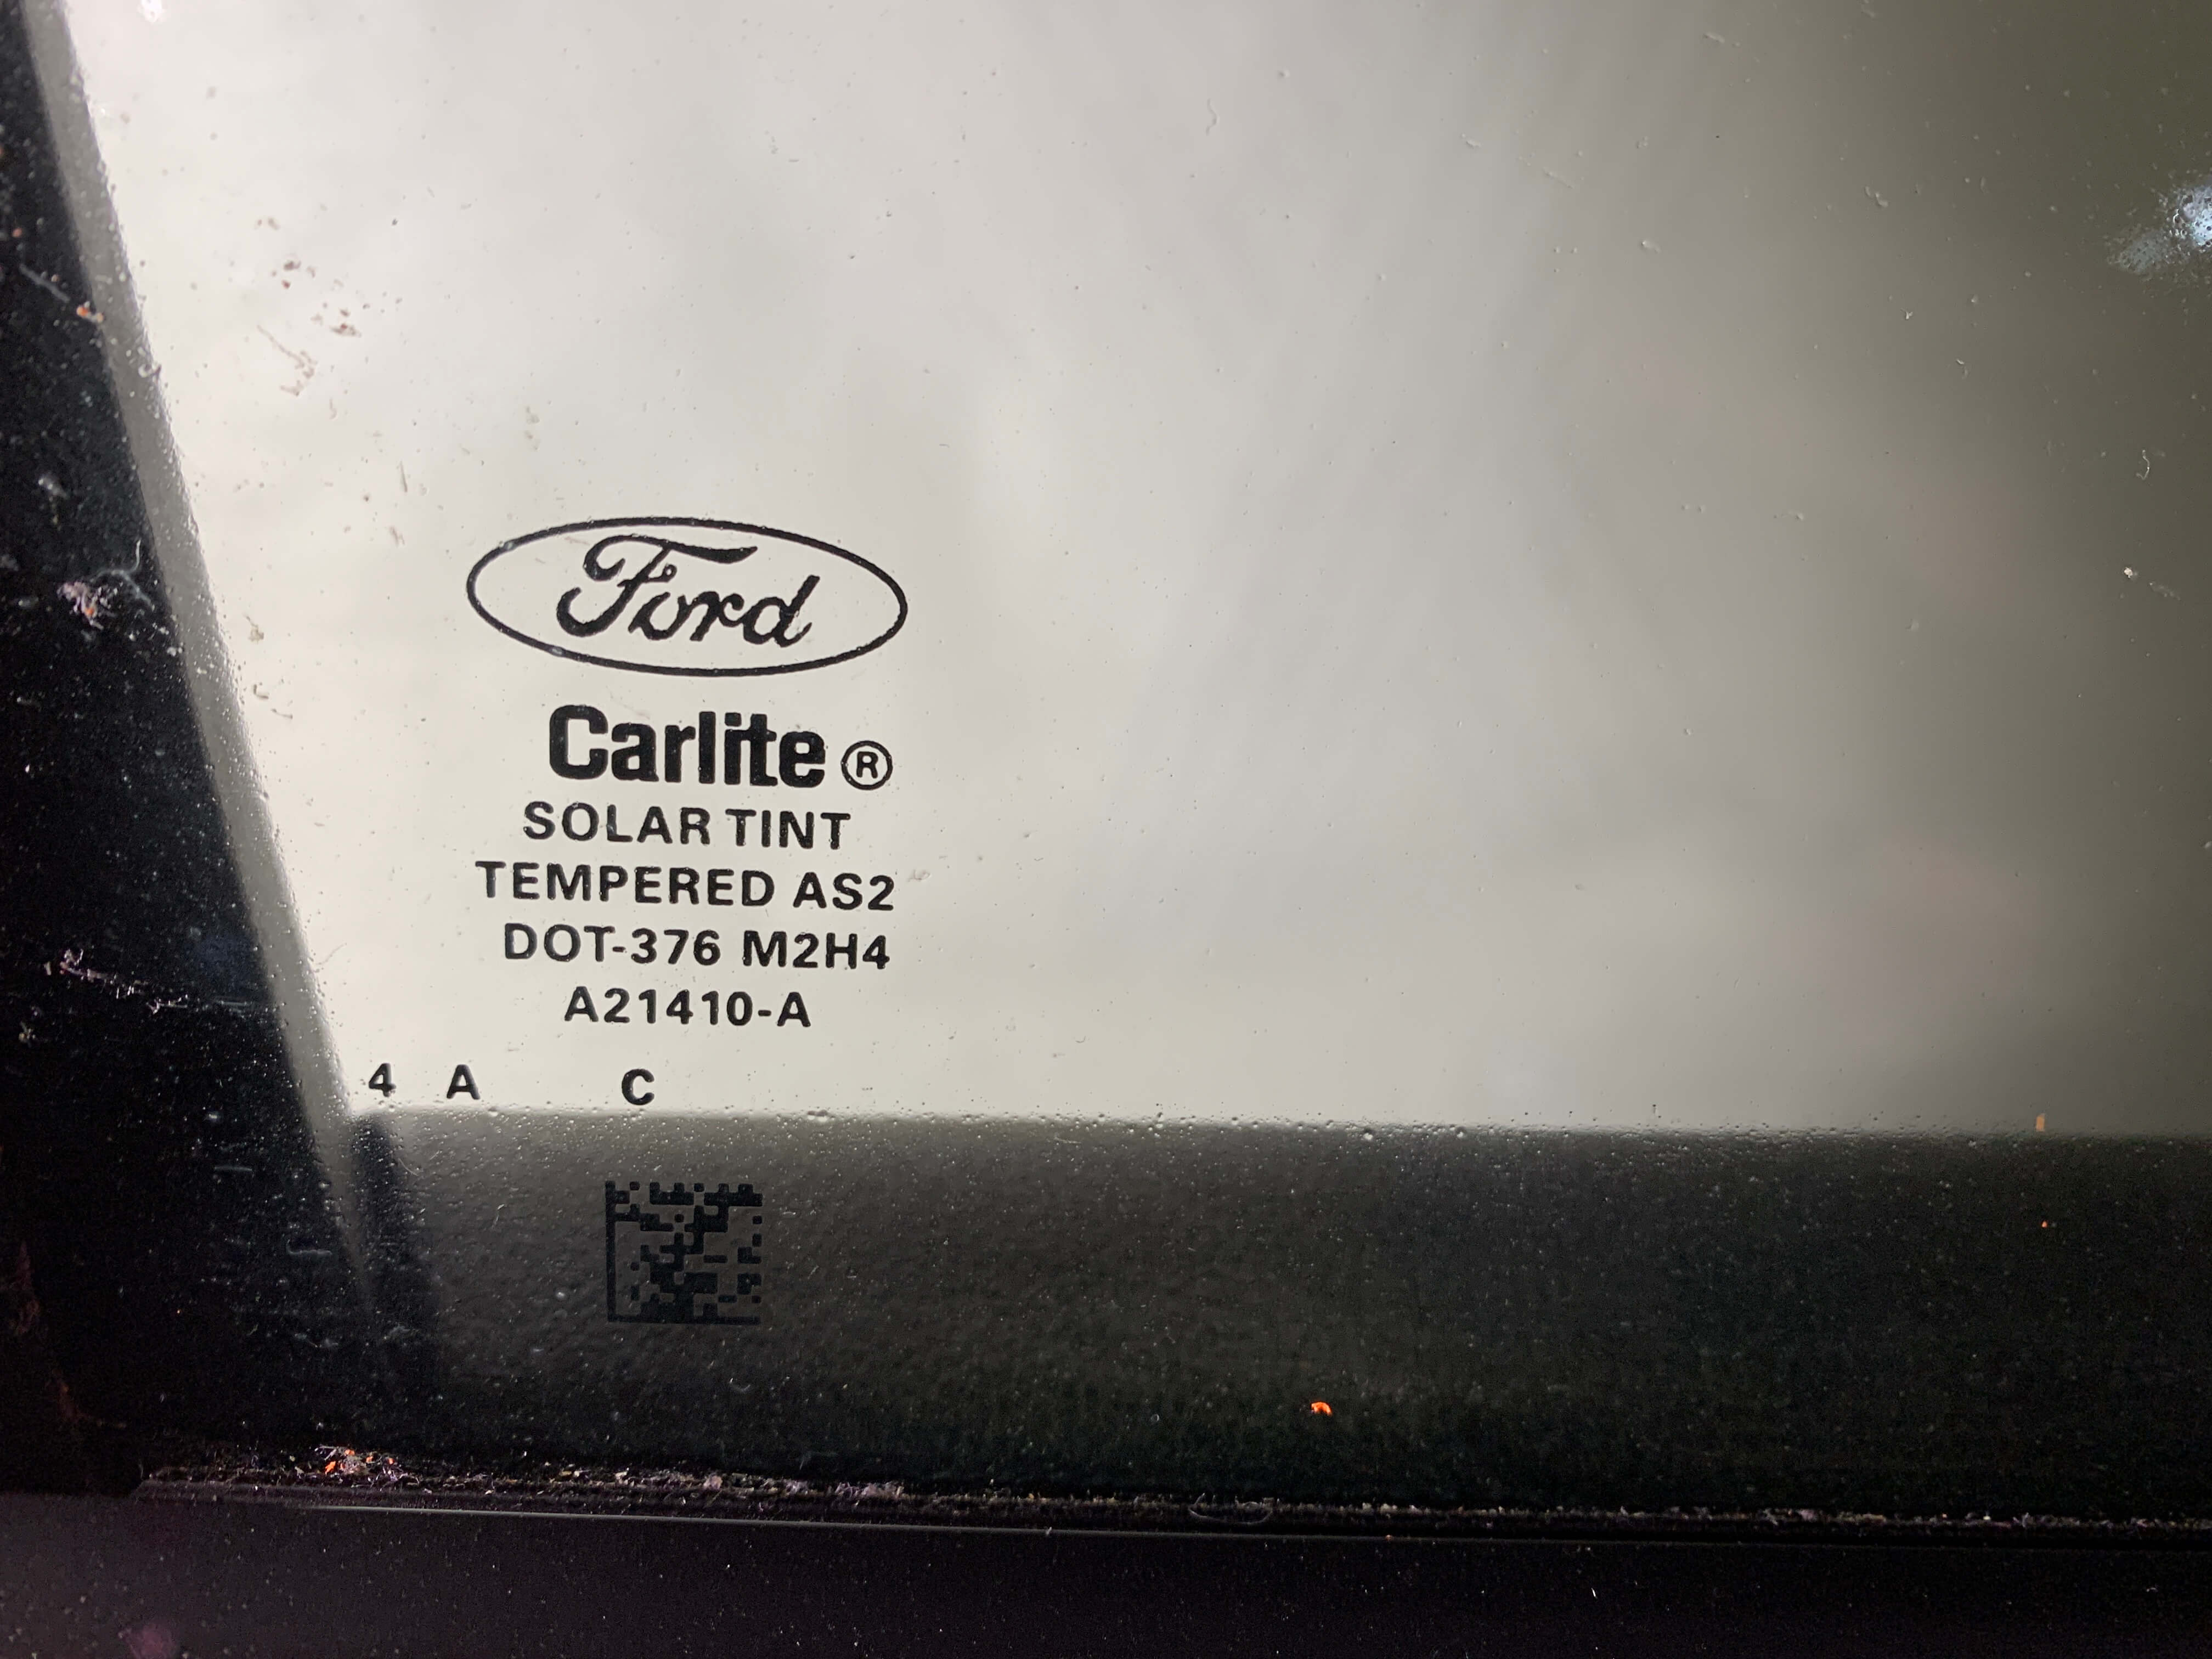 Ford
Carlite®
SOLAR TINT
TEMPERED AS2
DOT-376 M2H4
A21410-A
4 A C